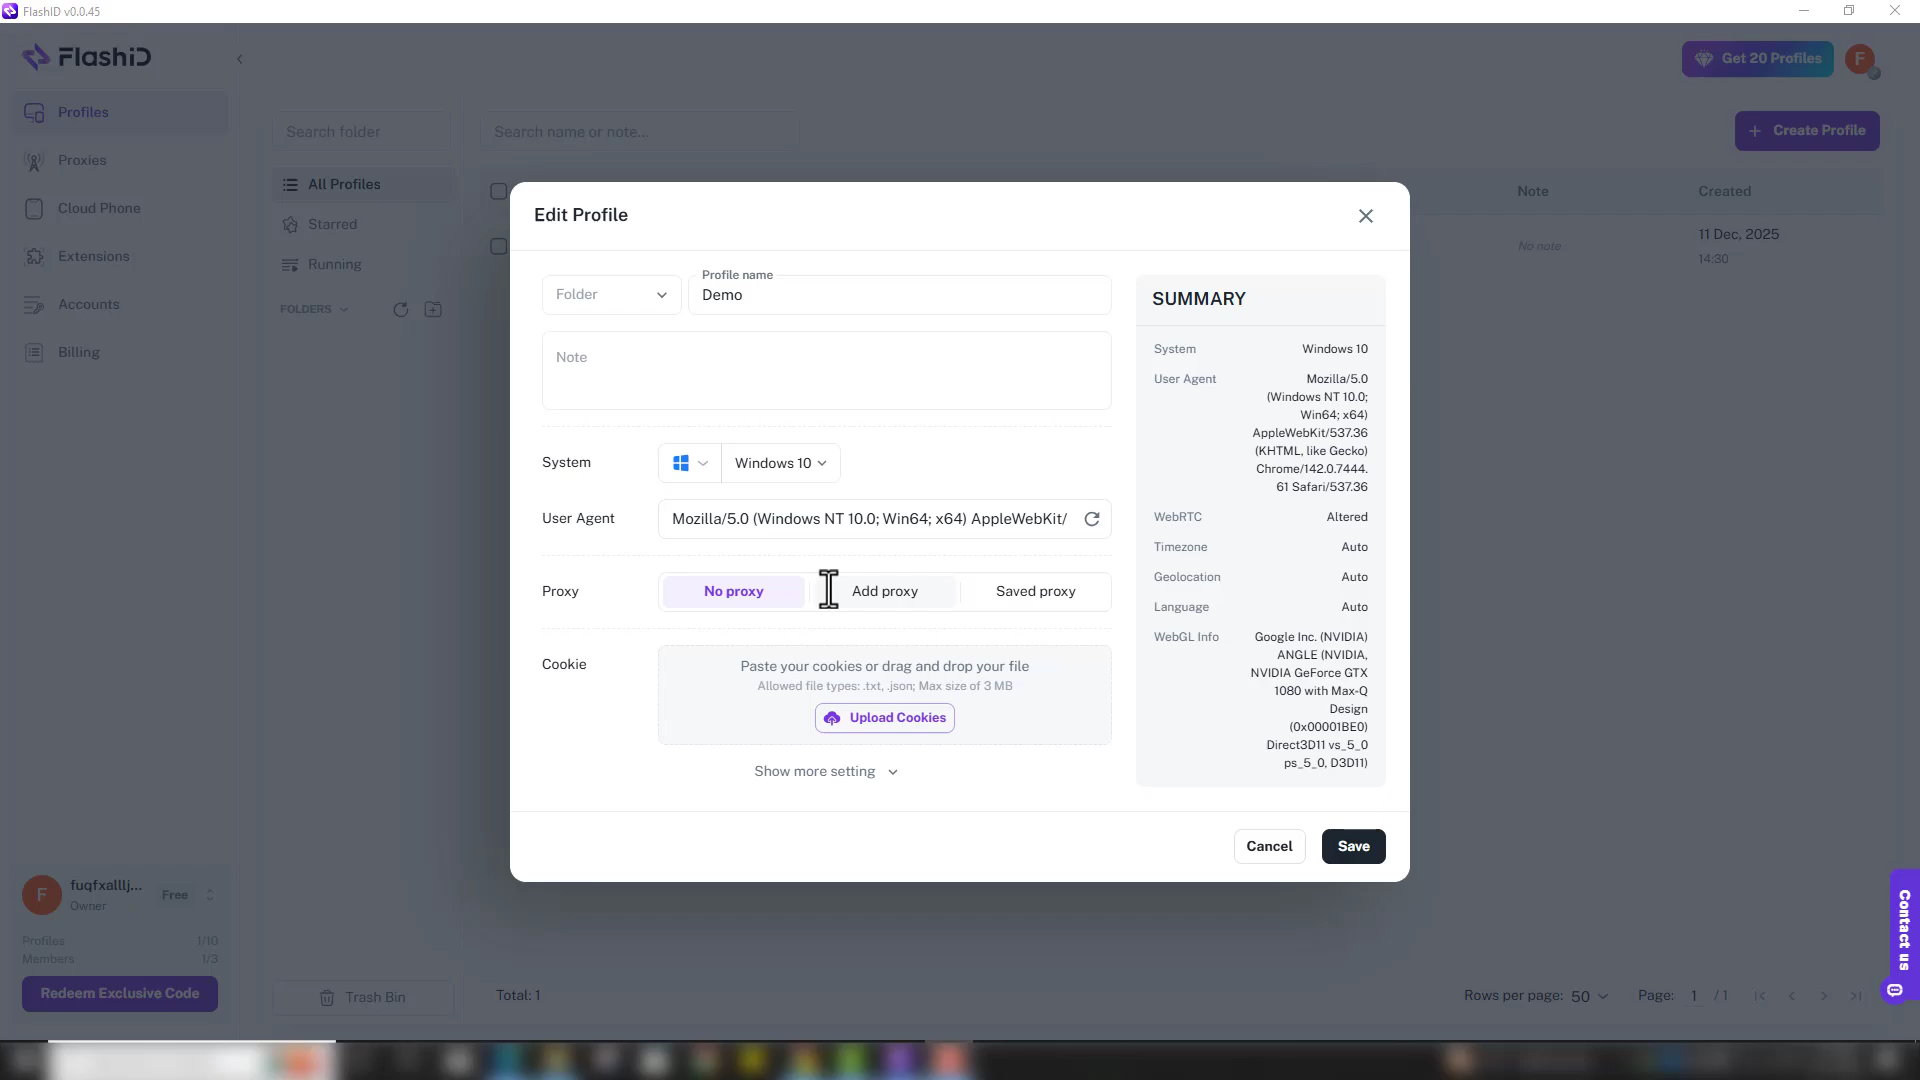 FlashID v0.0.45
FlashID
Get 20 Profiles
F
Profiles
Proxies
Cloud Phone
Extensions
Accounts
Billing
Search folder
Search name or note...
Create Profile
All Profiles
Starred
Running
FOLDERS
Note
Created
No note
11 Dec, 2025
14:30
Edit Profile
Folder
Profile name
Demo
Note
System
Windows 10
User Agent
Mozilla/5.0 (Windows NT 10.0; Win64; x64) AppleWebKit/
Proxy
No proxy
Add proxy
Saved proxy
Cookie
Paste your cookies or drag and drop your file
Allowed file types: .txt, .json; Max size of 3 MB
Upload Cookies
Show more setting
SUMMARY
System
Windows 10
User Agent
Mozilla/5.0
(Windows NT 10.0;
Win64; x64)
AppleWebKit/537.36
(KHTML, like Gecko)
Chrome/142.0.7444.
61 Safari/537.36
WebRTC
Altered
Timezone
Auto
Geolocation
Auto
Language
Auto
WebGL Info
Google Inc. (NVIDIA)
ANGLE (NVIDIA,
NVIDIA GeForce GTX
1080 with Max-Q
Design
(0x00001BE0)
Direct3D11 vs_5_0
ps_5_0, D3D11)
Cancel
Save
F
fuqfxalllj...
Owner
Free
Profiles
1/10
Members
1/3
Redeem Exclusive Code
Trash Bin
Total: 1
Rows per page: 50
Page: 1 / 1
Contact us